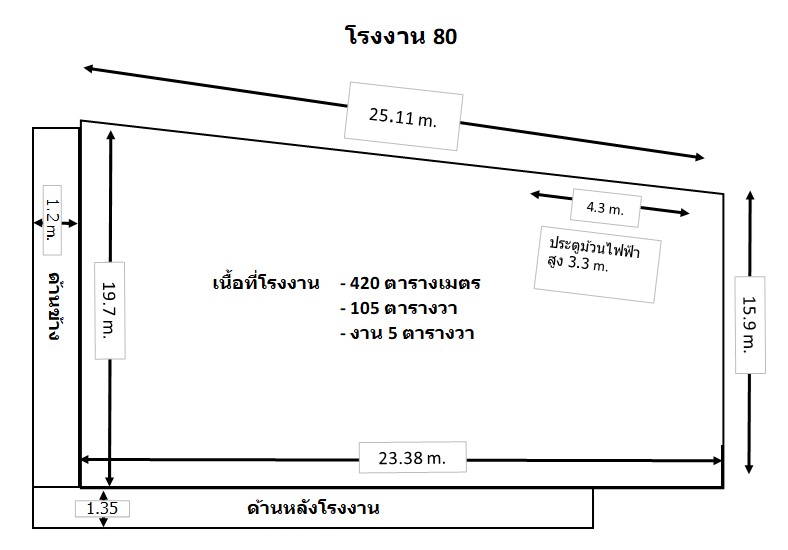 โรงงาน 80
25.11 m.
4.3 m.
ประตูม้วนไฟฟ้า
สูง 3.3 m.
1.2 m.
ด้านข้าง
19.7 m.
เนื้อที่โรงงาน - 420 ตารางเมตร
- 105 ตารางวา
- งาน 5 ตารางวา
15.9 m.
23.38 m.
1.35
ด้านหลังโรงงาน